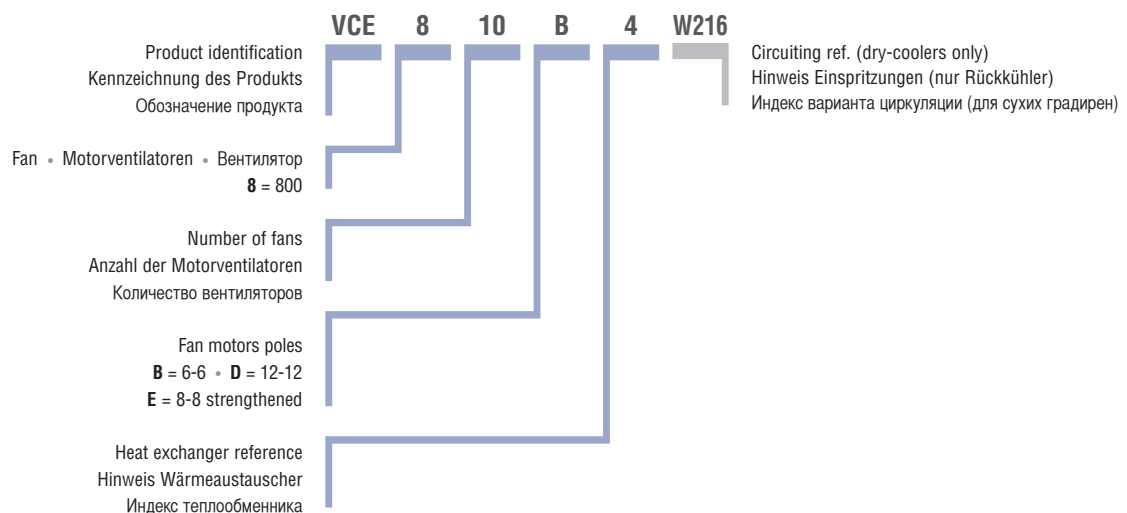 VCE 8 10 B 4 W216
Product identification
Kennzeichnung des Produkts
Обозначение продукта
Circuiting ref. (dry-coolers only)
Hinweis Einspritzungen (nur Rückkühler)
Индекс варианта циркуляции (для сухих градирен)
Fan • Motorventilatoren • Вентилятор
8 = 800
Number of fans
Anzahl der Motorventilatoren
Количество вентиляторов
Fan motors poles
B = 6-6 • D = 12-12
E = 8-8 strengthened
Heat exchanger reference
Hinweis Wärmeaustauscher
Индекс теплообменника